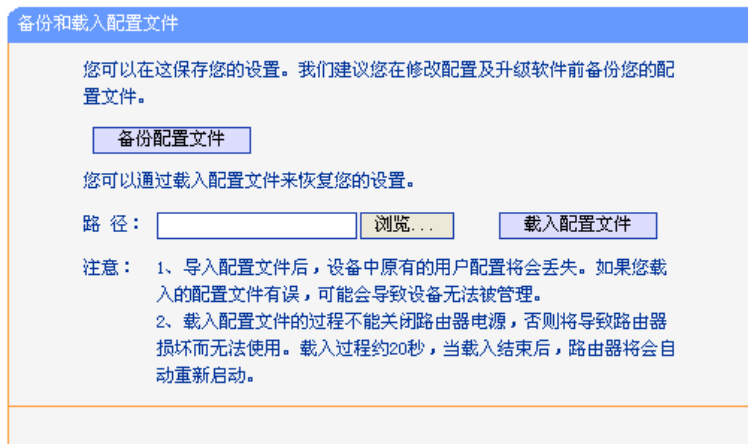 备份和载入配置文件
您可以在这保存您的设置。我们建议您在修改配置及升级软件前备份您的配
置文件。
备份配置文件
您可以通过载入配置文件来恢复您的设置。
路 径： 浏览... 载入配置文件
注意： 1、导入配置文件后，设备中原有的用户配置将会丢失。如果您载
入的配置文件有误，可能会导致设备无法被管理。
2、载入配置文件的过程不能关闭路由器电源，否则将导致路由器
损坏而无法使用。载入过程约20秒，当载入结束后，路由器将会自
动重新启动。